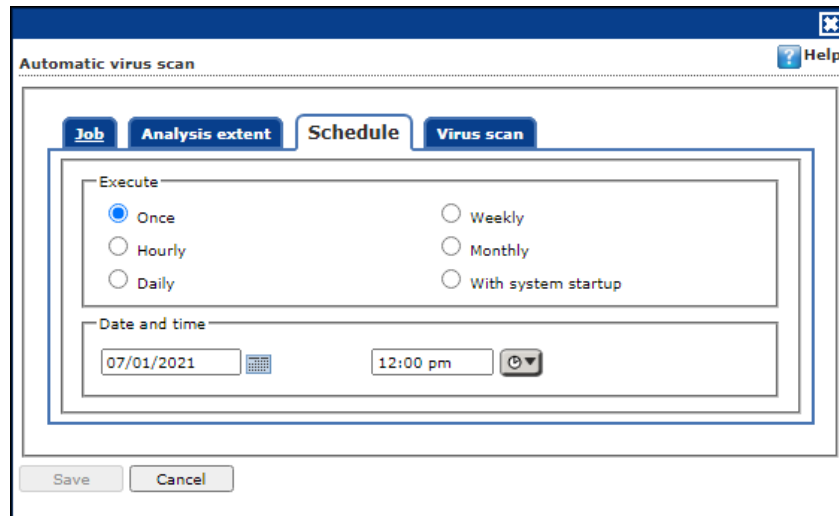 Automatic virus scan
Help
Job Analysis extent Schedule Virus scan
Execute
Once Weekly
Hourly Monthly
Daily With system startup
Date and time
07/01/2021 12:00 pm
Save Cancel